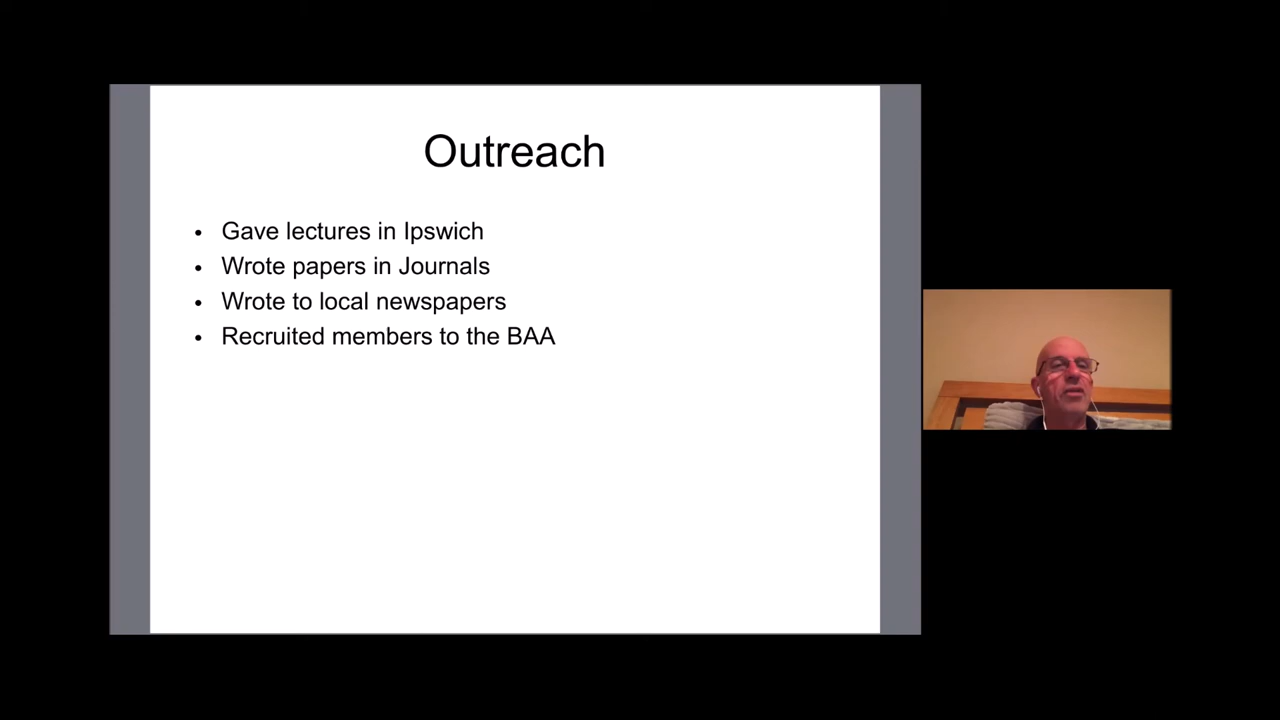 Outreach
• Gave lectures in Ipswich
• Wrote papers in Journals
• Wrote to local newspapers
• Recruited members to the BAA